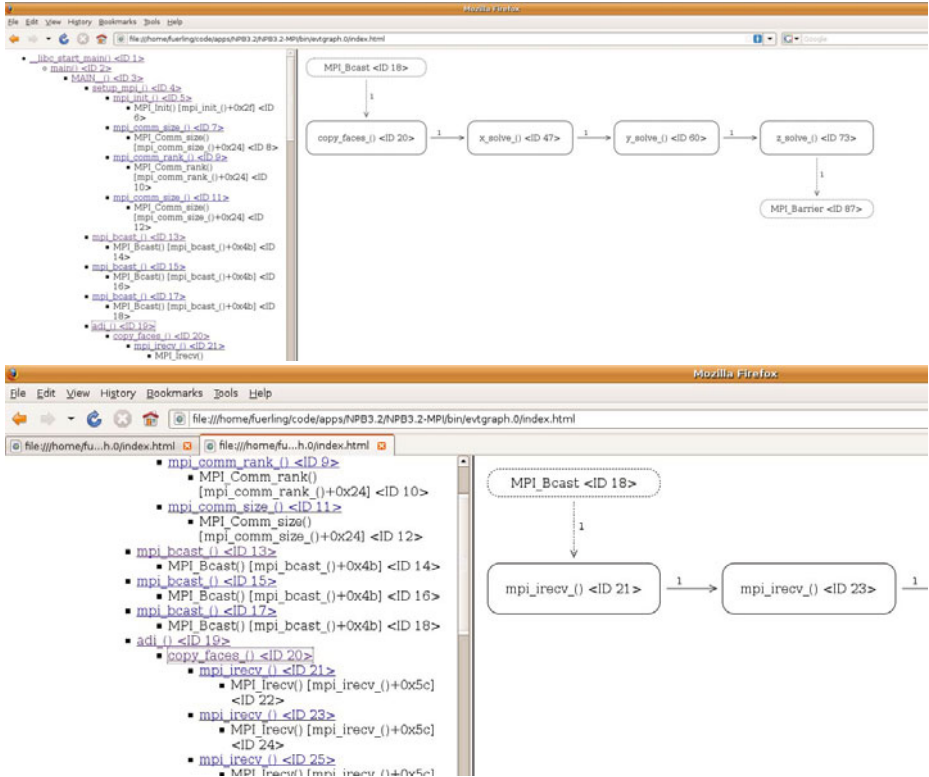 Mozilla Firefox
File Edit View History Bookmarks Tools Help
file:///home/fuerling/code/apps/NPB3.2/NPB3.2-MPI/bin/evtgraph.0/index.html
Google
__libc_start_main() <ID 1>
main() <ID 2>
MAIN__() <ID 3>
setup_mpi_() <ID 4>
mpi_init_() <ID 5>
MPI_Init() [mpi_init_()+0x2f] <ID
6>
mpi_comm_size_() <ID 7>
MPI_Comm_size()
[mpi_comm_size_()+0x24] <ID 8>
mpi_comm_rank_() <ID 9>
MPI_Comm_rank()
[mpi_comm_rank_()+0x24] <ID
10>
mpi_comm_size_() <ID 11>
MPI_Comm_size()
[mpi_comm_size_()+0x24] <ID
12>
mpi_bcast_() <ID 13>
MPI_Bcast() [mpi_bcast_()+0x4b] <ID
14>
mpi_bcast_() <ID 15>
MPI_Bcast() [mpi_bcast_()+0x4b] <ID
16>
mpi_bcast_() <ID 17>
MPI_Bcast() [mpi_bcast_()+0x4b] <ID
18>
adi_() <ID 19>
copy_faces_() <ID 20>
mpi_irecv_() <ID 21>
MPI_Irecv()
MPI_Bcast <ID 18>
1
copy_faces_() <ID 20>
1
x_solve_() <ID 47>
1
y_solve_() <ID 60>
1
z_solve_() <ID 73>
1
MPI_Barrier <ID 87>
Mozilla Firefox
File Edit View History Bookmarks Tools Help
file:///home/fuerling/code/apps/NPB3.2/NPB3.2-MPI/bin/evtgraph.0/index.html
file:///home/fu...h.0/index.html
file:///home/fu...h.0/index.html
mpi_comm_rank_() <ID 9>
MPI_Comm_rank()
[mpi_comm_rank_()+0x24] <ID 10>
mpi_comm_size_() <ID 11>
MPI_Comm_size()
[mpi_comm_size_()+0x24] <ID 12>
mpi_bcast_() <ID 13>
MPI_Bcast() [mpi_bcast_()+0x4b] <ID 14>
mpi_bcast_() <ID 15>
MPI_Bcast() [mpi_bcast_()+0x4b] <ID 16>
mpi_bcast_() <ID 17>
MPI_Bcast() [mpi_bcast_()+0x4b] <ID 18>
adi_() <ID 19>
copy_faces_() <ID 20>
mpi_irecv_() <ID 21>
MPI_Irecv() [mpi_irecv_()+0x5c]
<ID 22>
mpi_irecv_() <ID 23>
MPI_Irecv() [mpi_irecv_()+0x5c]
<ID 24>
mpi_irecv_() <ID 25>
MPI_Irecv() [mpi_irecv_()+0x5c]
MPI_Bcast <ID 18>
1
mpi_irecv_() <ID 21>
1
mpi_irecv_() <ID 23>
1